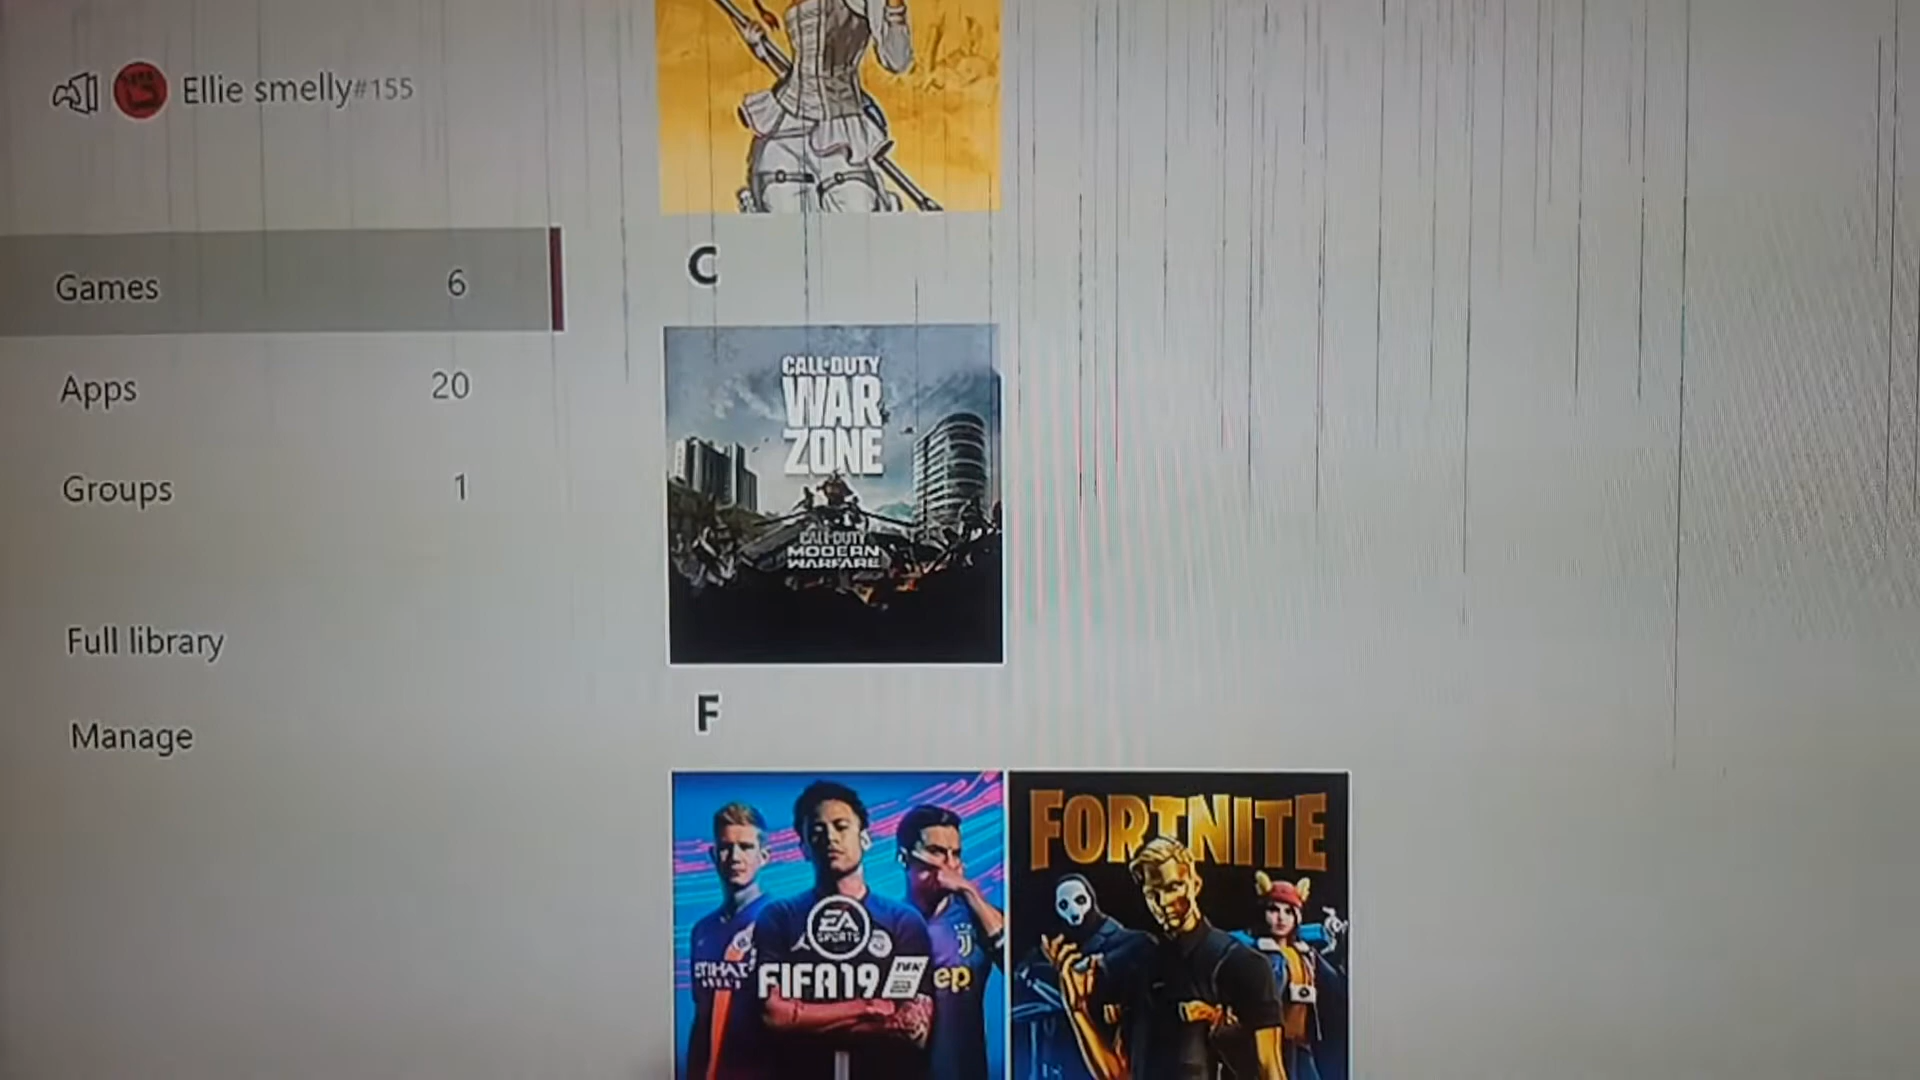 Ellie smelly#155
Games 6
Apps 20
Groups 1
Full library
Manage
C
CALL OF DUTY
WAR
ZONE
CALL OF DUTY
MODERN
WARFARE
F
EA
SPORTS
FIFA19
FORTNITE